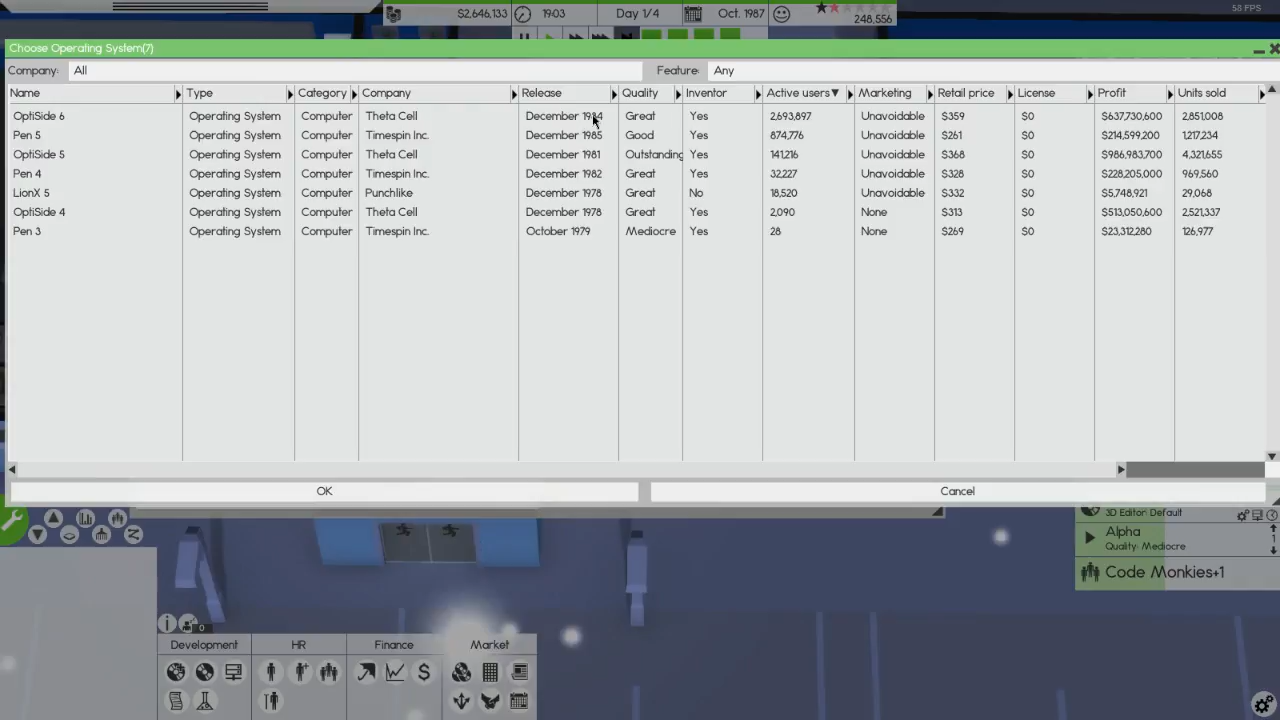 $2,646,133 19:03 Day 1/4 Oct. 1987 248,556 58 FPS
Choose Operating System(7)
Company: All Feature: Any
Name Type Category Company Release Quality Inventor Active users▼ Marketing Retail price License Profit Units sold
OptiSide 6 Operating System Computer Theta Cell December 1984 Great Yes 2,693,897 Unavoidable $359 $0 $637,730,600 2,851,008
Pen 5 Operating System Computer Timespin Inc. December 1985 Good Yes 874,776 Unavoidable $261 $0 $214,599,200 1,217,234
OptiSide 5 Operating System Computer Theta Cell December 1981 Outstanding Yes 141,216 Unavoidable $368 $0 $986,983,700 4,321,655
Pen 4 Operating System Computer Timespin Inc. December 1982 Great Yes 32,227 Unavoidable $328 $0 $228,205,000 969,560
LionX 5 Operating System Computer Punchlike December 1978 Great No 18,520 Unavoidable $332 $0 $5,748,921 29,068
OptiSide 4 Operating System Computer Theta Cell December 1978 Great Yes 2,090 None $313 $0 $513,050,600 2,521,337
Pen 3 Operating System Computer Timespin Inc. October 1979 Mediocre Yes 28 None $269 $0 $23,312,280 126,977
OK Cancel
3D Editor Default
Alpha
Quality: Mediocre
1
Code Monkies+1
0
Development HR Finance Market